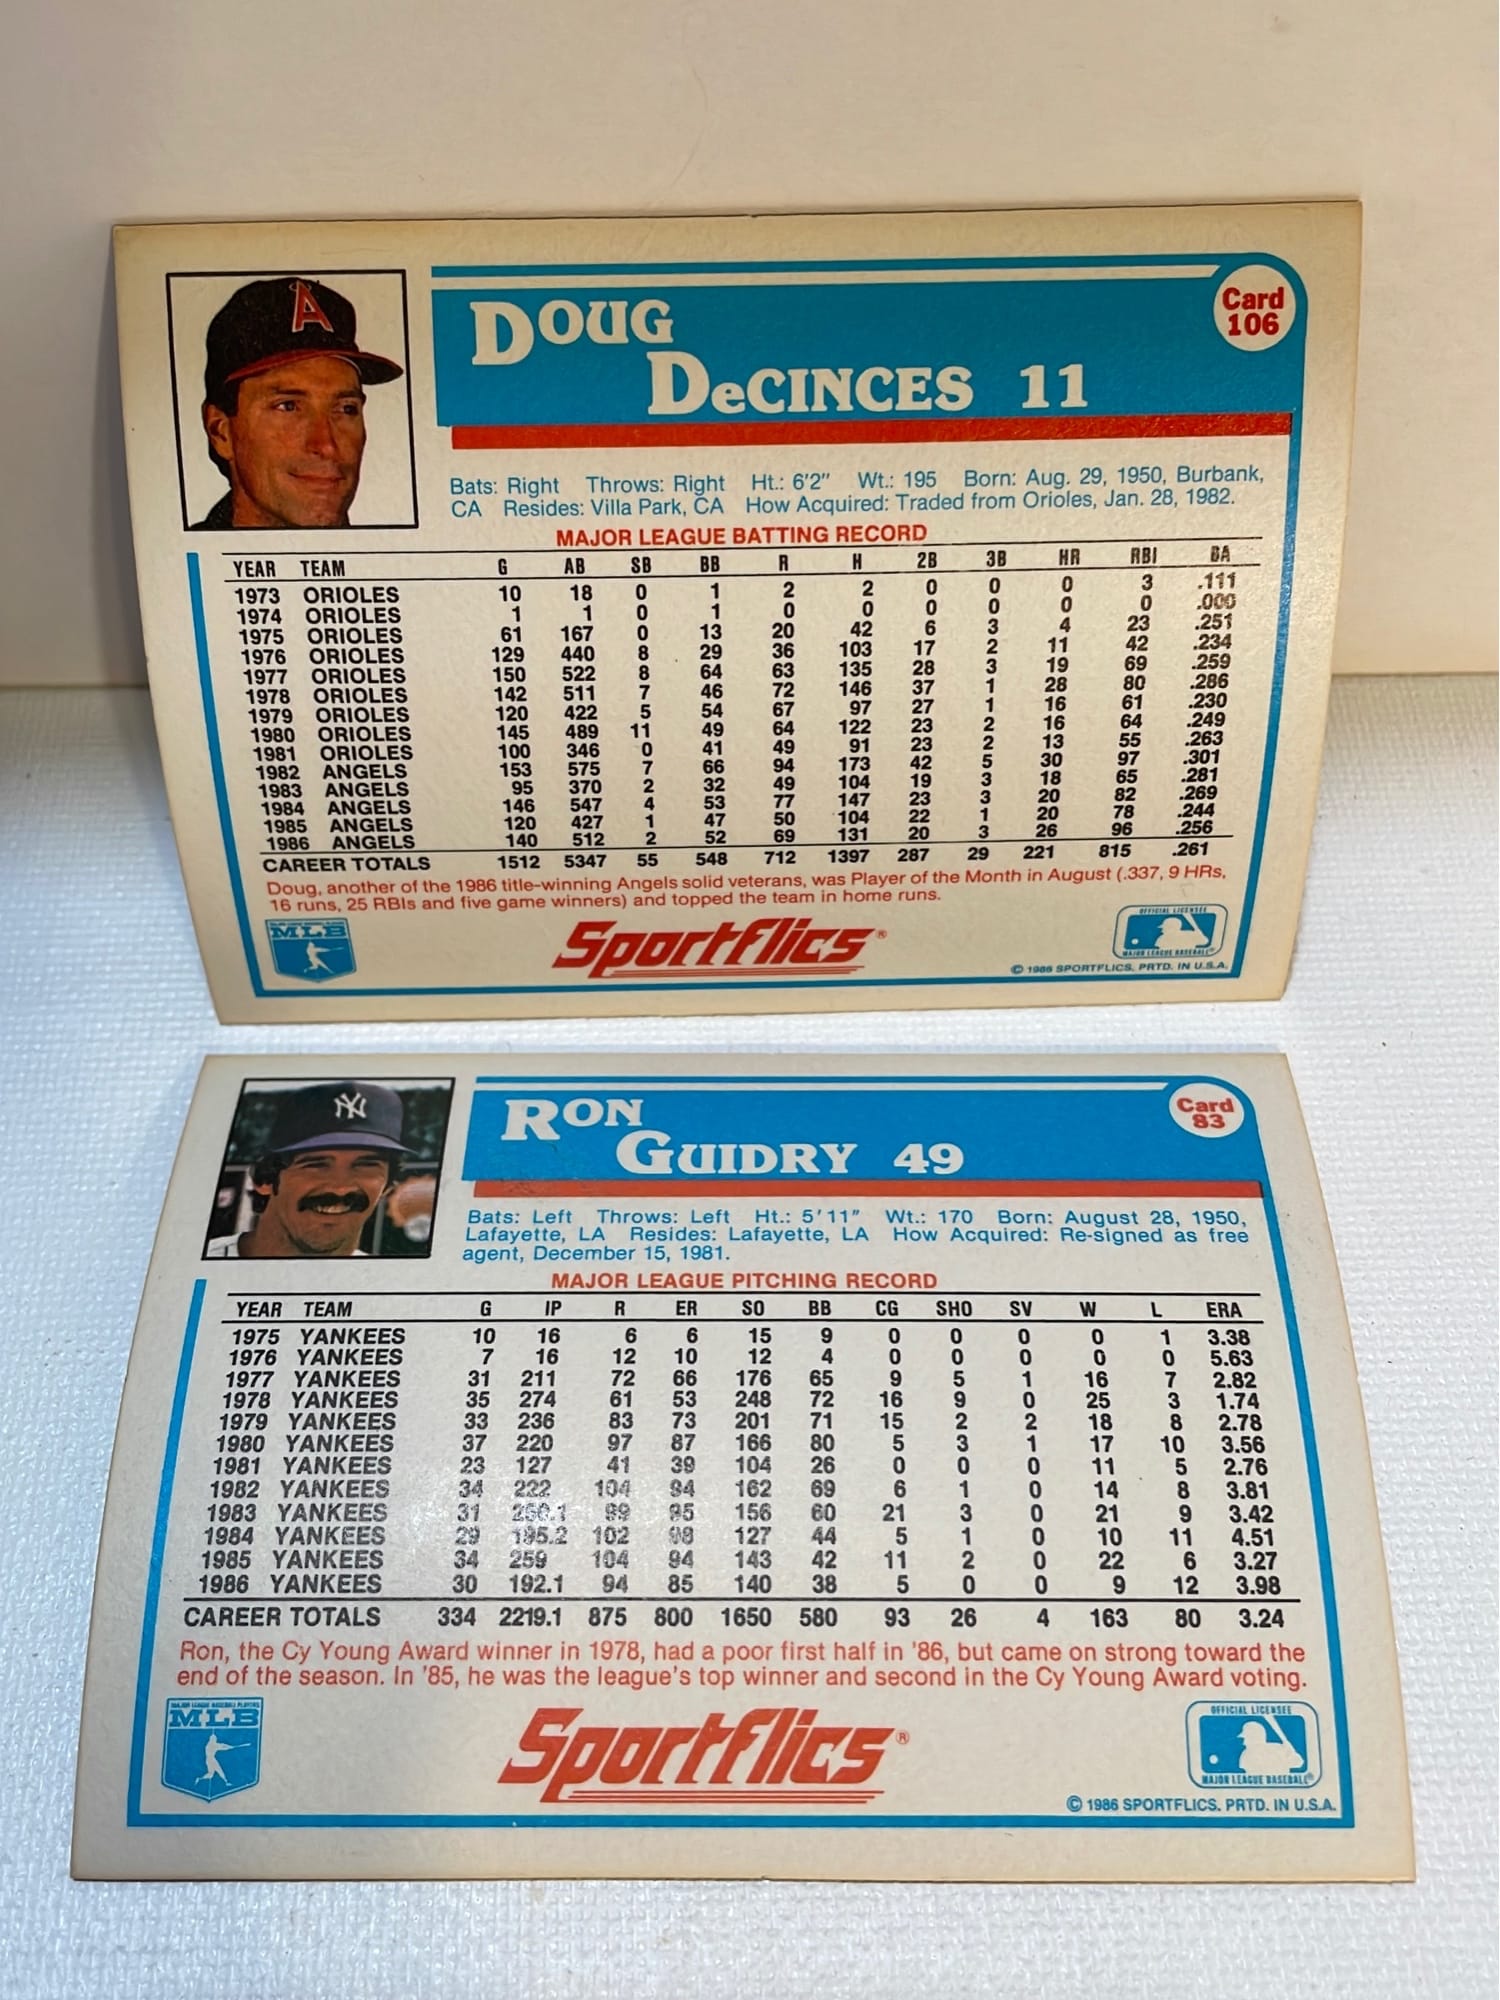 A
DOUG
DeCINCES 11
Card
106
Bats: Right Throws: Right Ht.: 6'2" Wt.: 195 Born: Aug. 29, 1950, Burbank,
CA Resides: Villa Park, CA How Acquired: Traded from Orioles, Jan. 28, 1982.
MAJOR LEAGUE BATTING RECORD
YEAR TEAM G AB SB BB R H 2B 3B HR RBI BA
1973 ORIOLES 10 18 0 1 2 2 0 0 0 3 .111
1974 ORIOLES 1 1 0 1 0 0 0 0 0 0 .000
1975 ORIOLES 61 167 0 13 20 42 6 3 4 23 .251
1976 ORIOLES 129 440 8 29 36 103 17 2 11 42 .234
1977 ORIOLES 150 522 8 64 63 135 28 3 19 69 .259
1978 ORIOLES 142 511 7 46 72 146 37 1 28 80 .286
1979 ORIOLES 120 422 5 54 67 97 27 1 16 61 .230
1980 ORIOLES 145 489 11 49 64 122 23 2 16 64 .249
1981 ORIOLES 100 346 0 41 49 91 23 2 13 55 .263
1982 ANGELS 153 575 7 66 94 173 42 5 30 97 .301
1983 ANGELS 95 370 2 32 49 104 19 3 18 65 .281
1984 ANGELS 146 547 4 53 77 147 23 3 20 82 .269
1985 ANGELS 120 427 1 47 50 104 22 1 20 78 .244
1986 ANGELS 140 512 2 52 69 131 20 3 26 96 .256
CAREER TOTALS 1512 5347 55 548 712 1397 287 29 221 815 .261
Doug, another of the 1986 title-winning Angels solid veterans, was Player of the Month in August (.337, 9 HRs,
16 runs, 25 RBIs and five game winners) and topped the team in home runs.
MLB
Sportflics®
OFFICIAL LICENSEE
MAJOR LEAGUE BASEBALL
© 1986 SPORTFLICS, PRTD. IN U.S.A.
NY
RON
GUIDRY 49
Card
83
Bats: Left Throws: Left Ht.: 5'11" Wt.: 170 Born: August 28, 1950,
Lafayette, LA Resides: Lafayette, LA How Acquired: Re-signed as free
agent, December 15, 1981.
MAJOR LEAGUE PITCHING RECORD
YEAR TEAM G IP R ER SO BB CG SHO SV W L ERA
1975 YANKEES 10 16 6 6 15 9 0 0 0 0 1 3.38
1976 YANKEES 7 16 12 10 12 4 0 0 0 0 0 5.63
1977 YANKEES 31 211 72 66 176 65 9 5 1 16 7 2.82
1978 YANKEES 35 274 61 53 248 72 16 9 0 25 3 1.74
1979 YANKEES 33 236 83 73 201 71 15 2 2 18 8 2.78
1980 YANKEES 37 220 97 87 166 80 5 3 1 17 10 3.56
1981 YANKEES 23 127 41 39 104 26 0 0 0 11 5 2.76
1982 YANKEES 34 222 104 94 162 69 6 1 0 14 8 3.81
1983 YANKEES 31 250.1 99 95 156 60 21 3 0 21 9 3.42
1984 YANKEES 29 195.2 102 98 127 44 5 1 0 10 11 4.51
1985 YANKEES 34 259 104 94 143 42 11 2 0 22 6 3.27
1986 YANKEES 30 192.1 94 85 140 38 5 0 0 9 12 3.98
CAREER TOTALS 334 2219.1 875 800 1650 580 93 26 4 163 80 3.24
Ron, the Cy Young Award winner in 1978, had a poor first half in '86, but came on strong toward the
end of the season. In '85, he was the league's top winner and second in the Cy Young Award voting.
MAJOR LEAGUE BASEBALL PLAYERS
MLB
Sportflics®
OFFICIAL LICENSEE
MAJOR LEAGUE BASEBALL®
© 1986 SPORTFLICS, PRTD. IN U.S.A.